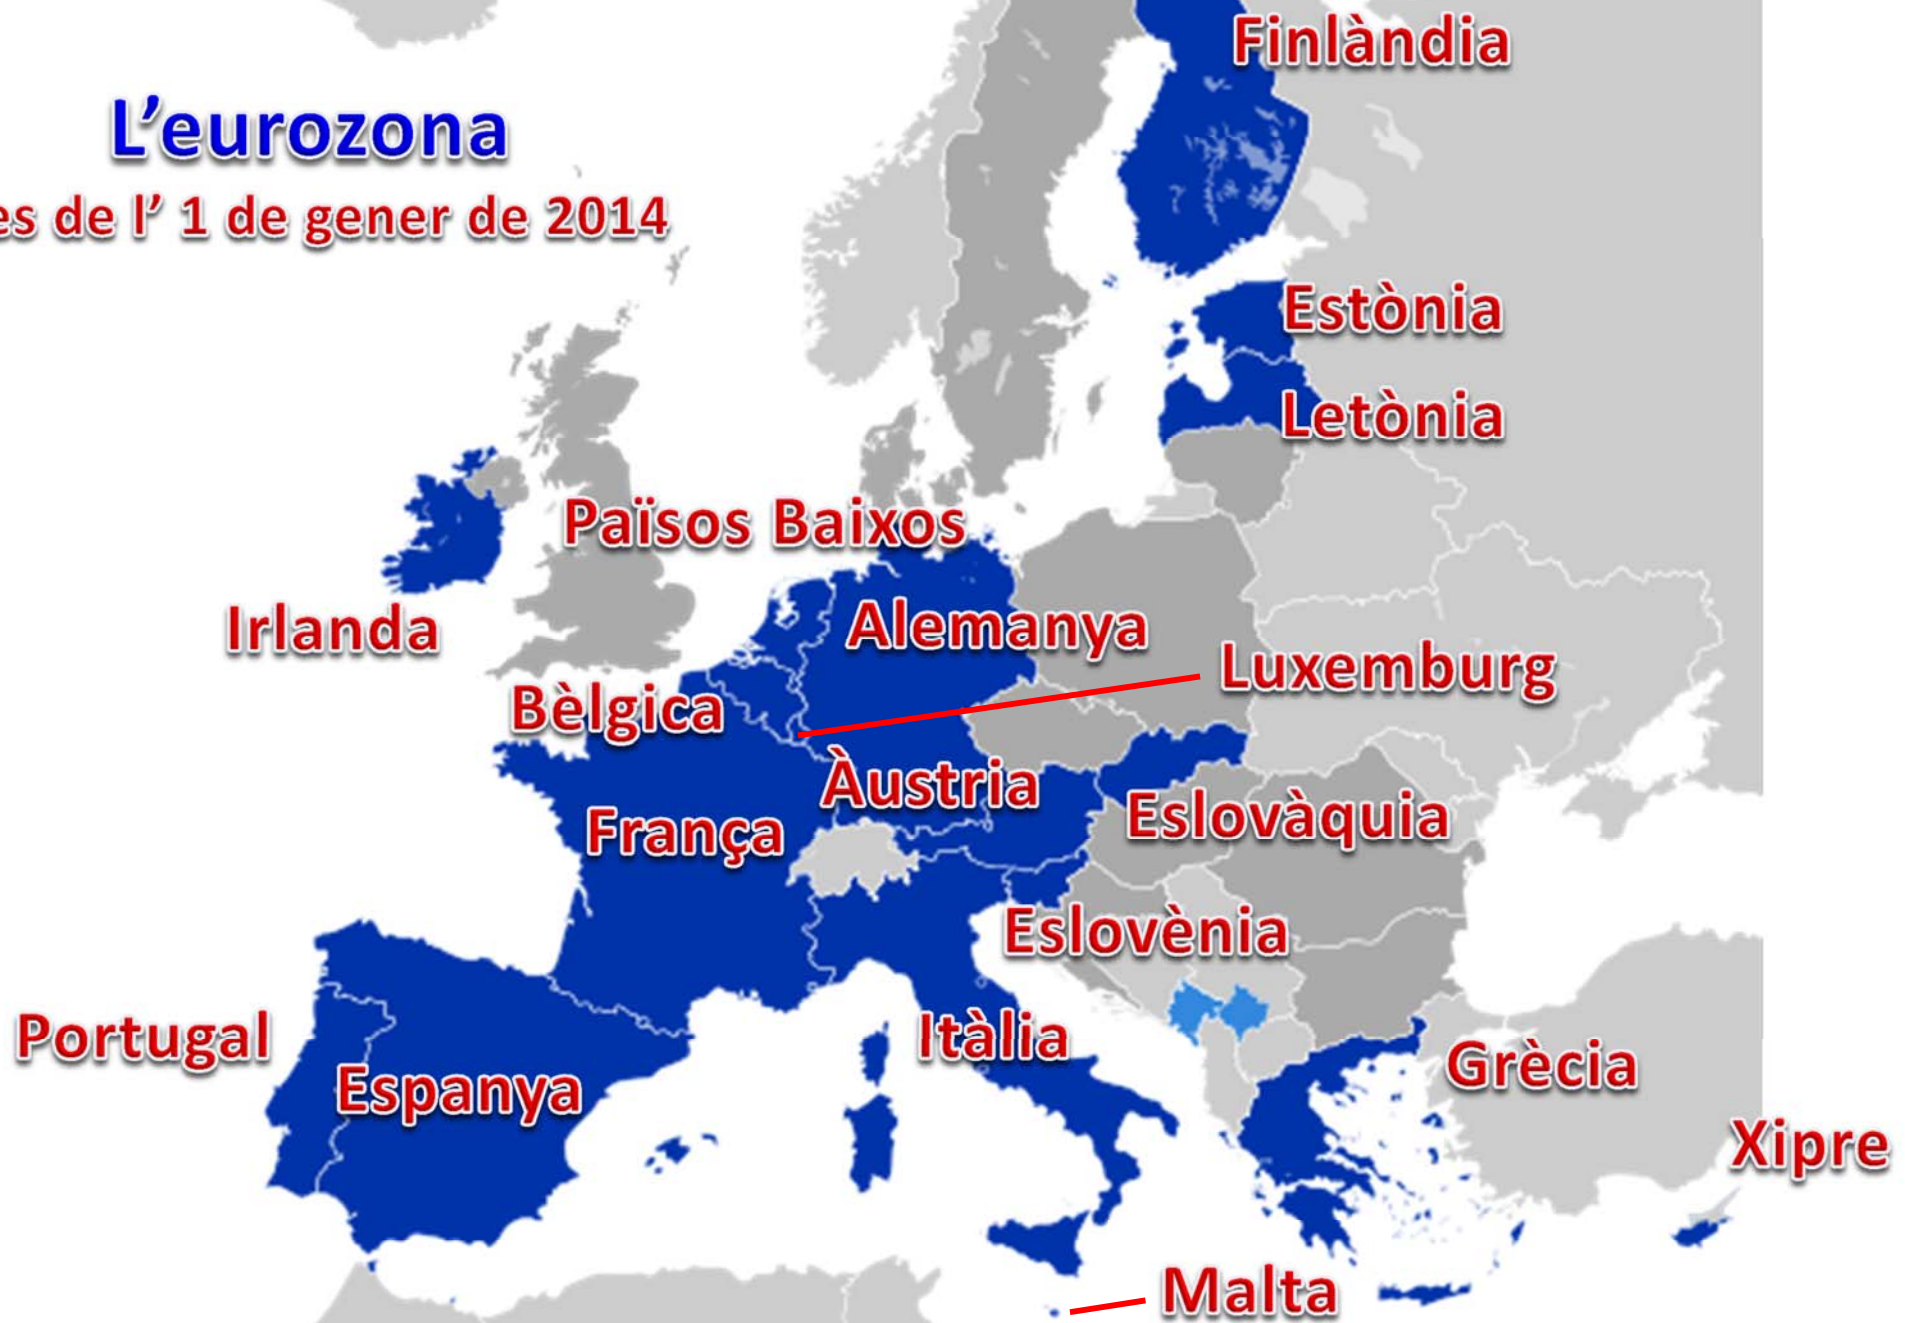 Finlàndia
L'eurozona
es de l' 1 de gener de 2014
Estònia
Letònia
Països Baixos
Irlanda
Alemanya
Luxemburg
Bèlgica
Àustria
Eslovàquia
França
Eslovènia
Portugal
Itàlia
Grècia
Espanya
Xipre
Malta